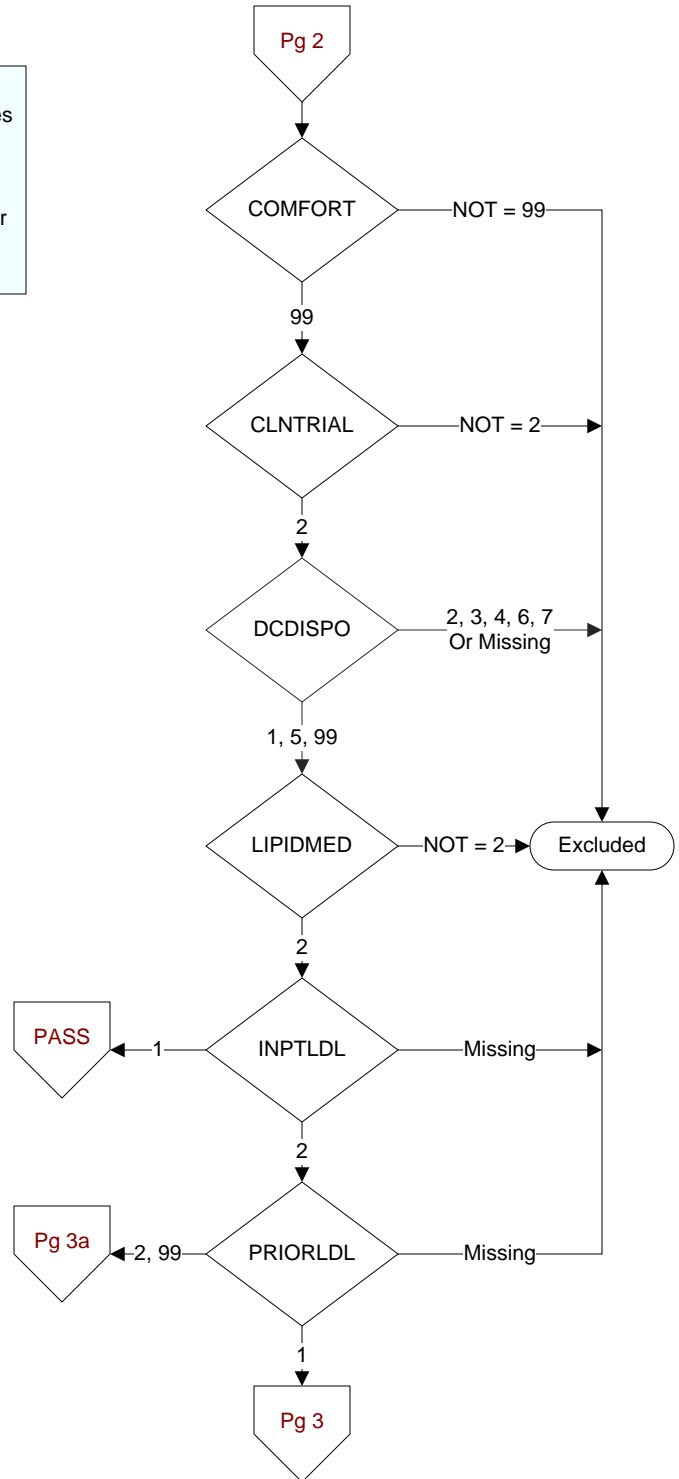 Pg 2
es
r
COMFORT
NOT = 99
99
CLNTRIAL
NOT = 2
2
DCDISPO
2, 3, 4, 6, 7
Or Missing
1, 5, 99
LIPIDMED
NOT = 2
Excluded
2
PASS
1
INPTLDL
Missing
2
Pg 3a
2, 99
PRIORLDL
Missing
1
Pg 3